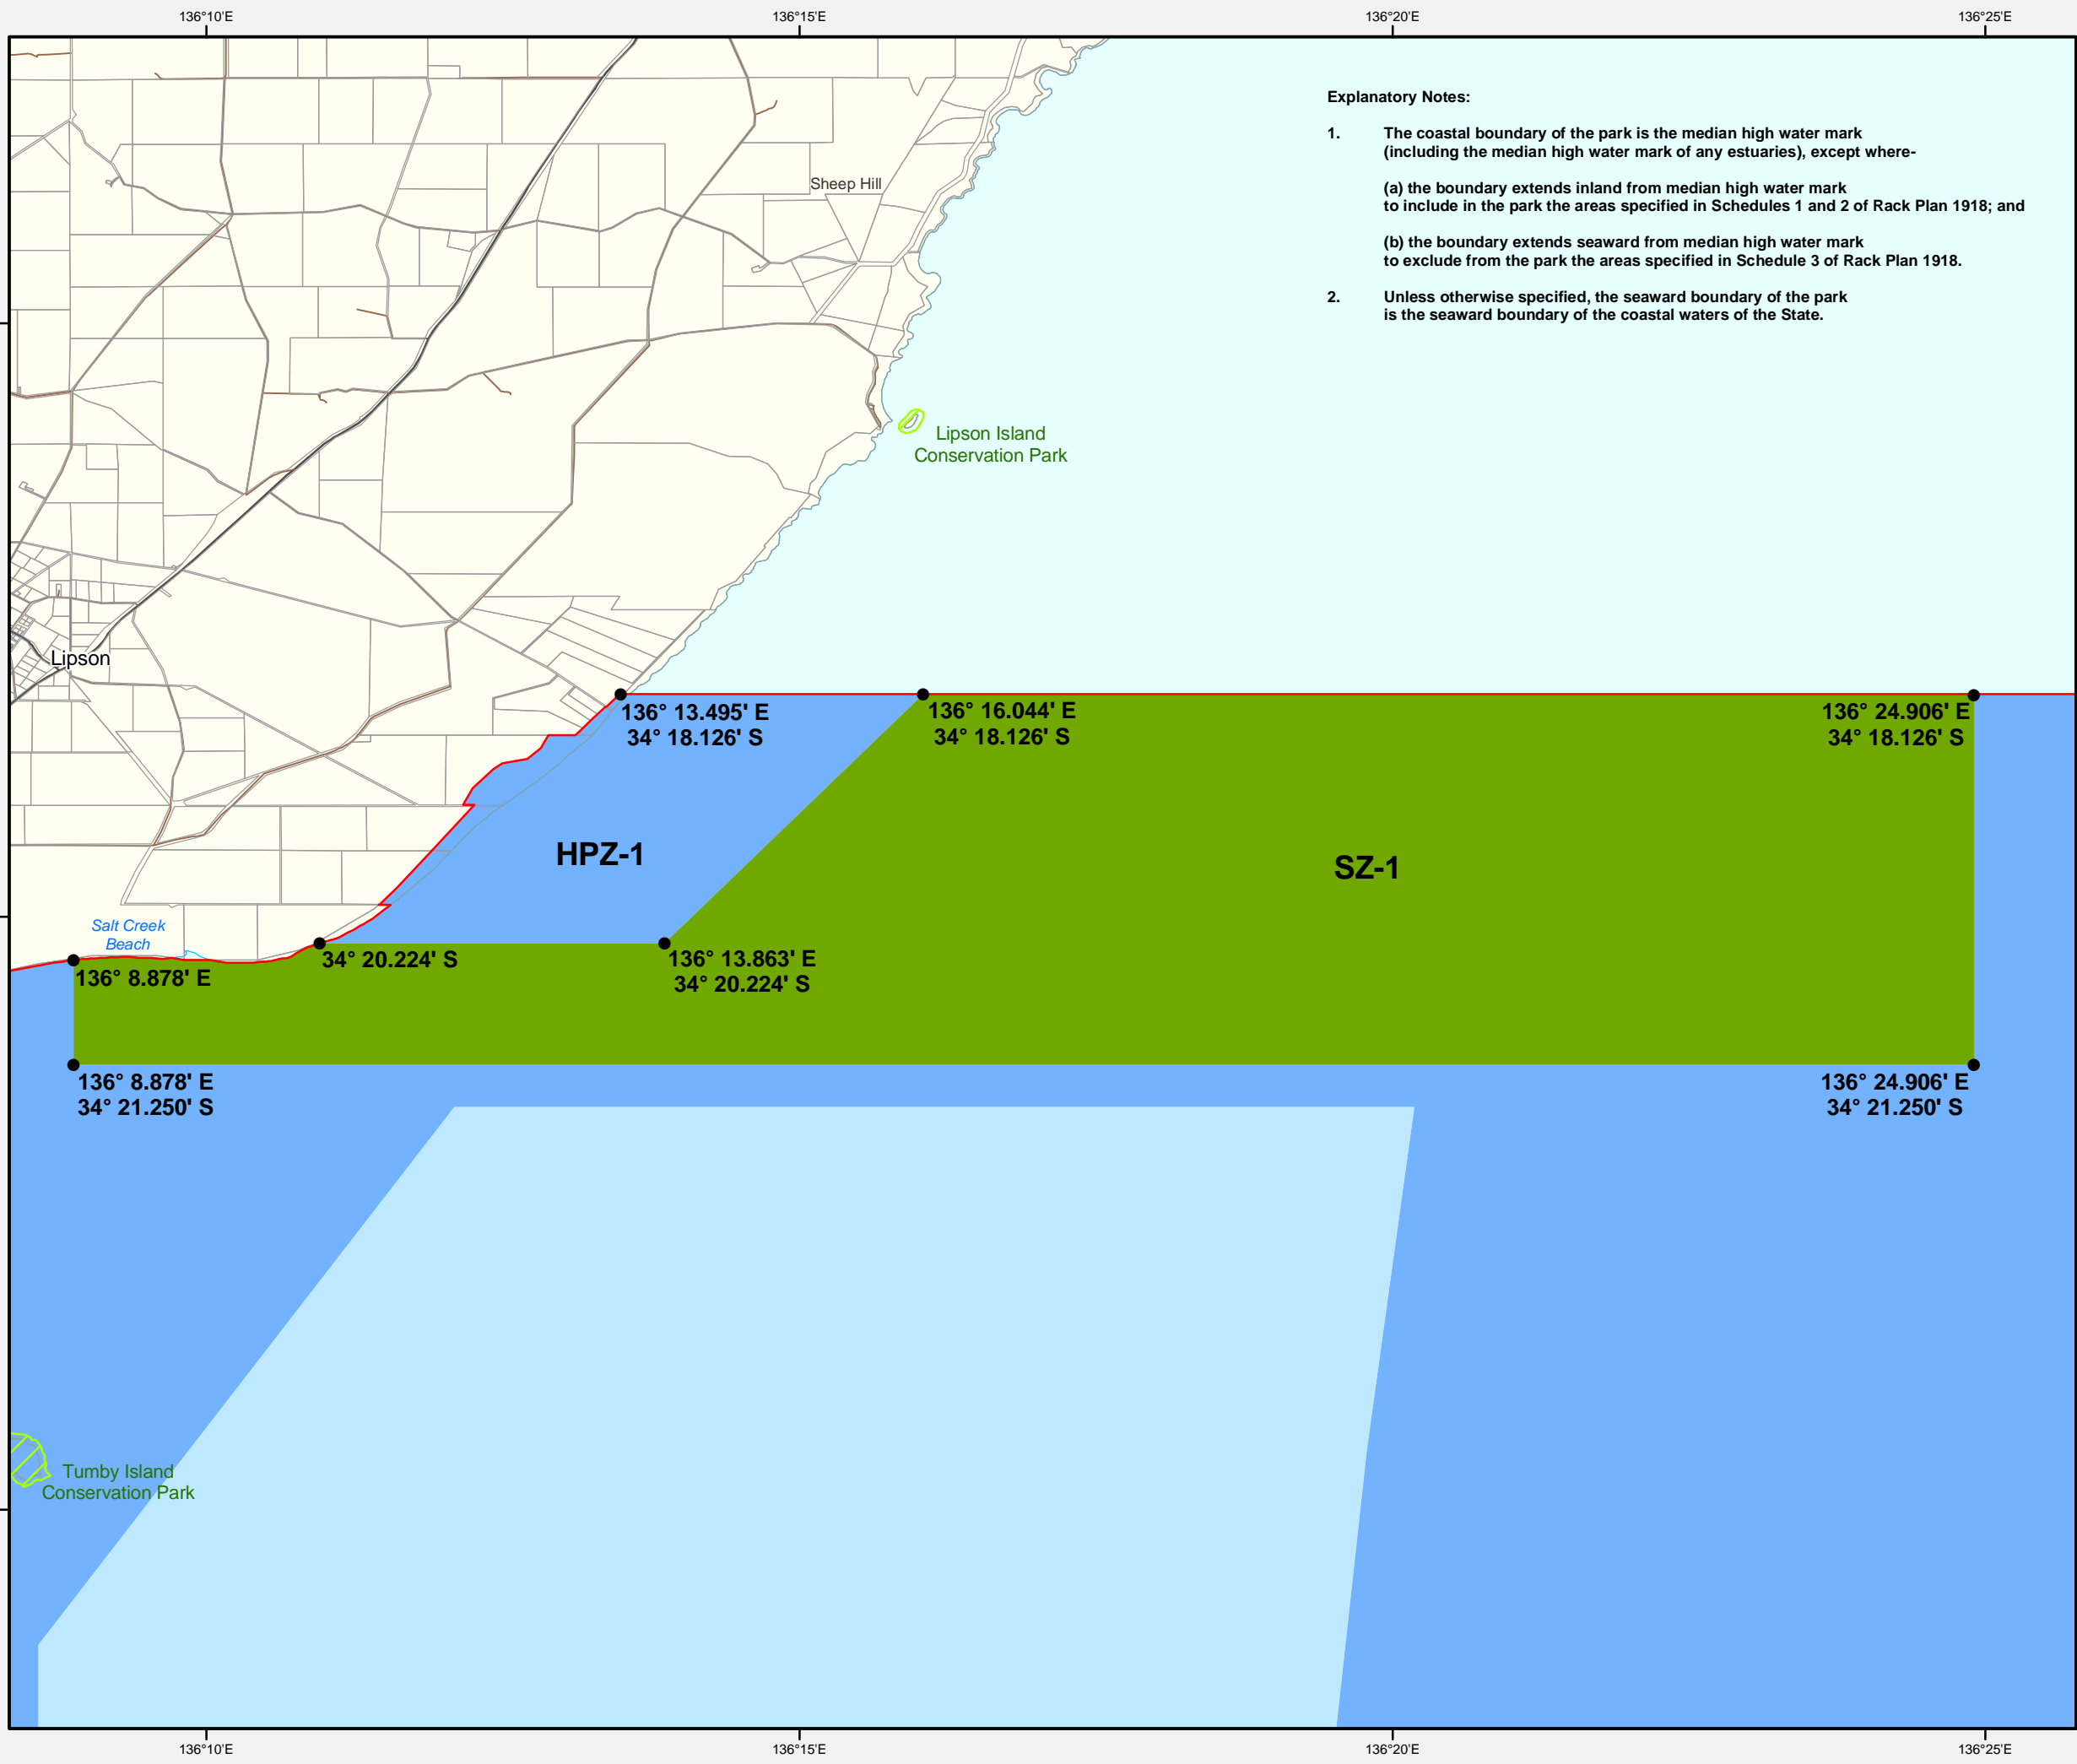 136°10'E
136°15'E
136°20'E
136°25'E
Explanatory Notes:
1. The coastal boundary of the park is the median high water mark
(including the median high water mark of any estuaries), except where-
(a) the boundary extends inland from median high water mark
to include in the park the areas specified in Schedules 1 and 2 of Rack Plan 1918; and
(b) the boundary extends seaward from median high water mark
to exclude from the park the areas specified in Schedule 3 of Rack Plan 1918.
2. Unless otherwise specified, the seaward boundary of the park
is the seaward boundary of the coastal waters of the State.
Sheep Hill
Lipson Island
Conservation Park
Lipson
136° 13.495' E
34° 18.126' S
136° 16.044' E
34° 18.126' S
136° 24.906' E
34° 18.126' S
HPZ-1
SZ-1
Salt Creek
Beach
136° 8.878' E
34° 20.224' S
136° 13.863' E
34° 20.224' S
136° 8.878' E
34° 21.250' S
136° 24.906' E
34° 21.250' S
Tumby Island
Conservation Park
136°10'E
136°15'E
136°20'E
136°25'E